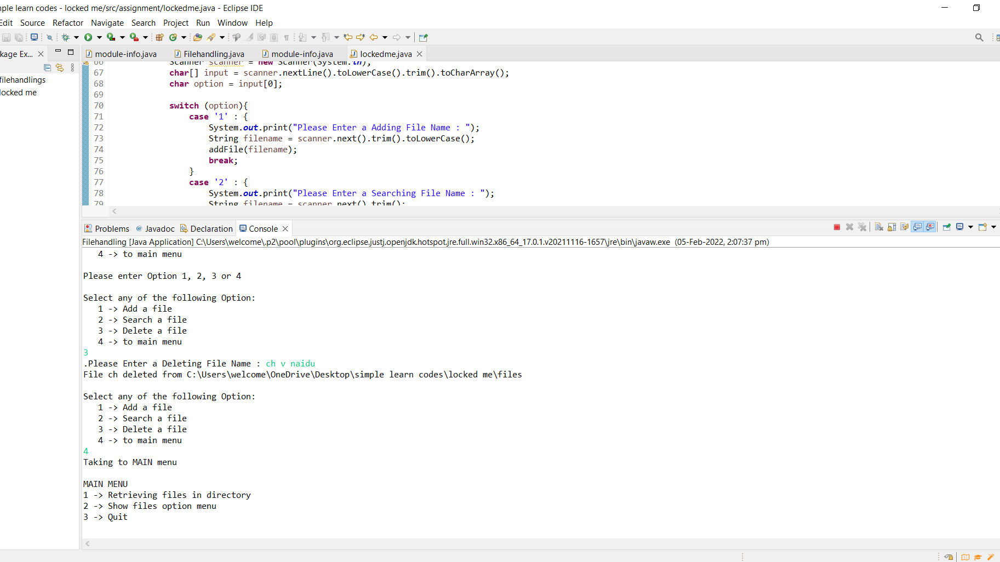 ple learn codes - locked me/src/assignment/lockedme.java - Eclipse IDE
Edit Source Refactor Navigate Search Project Run Window Help
kage Ex...
module-info.java Filehandling.java module-info.java lockedme.java
filehandlings
locked me
66 Scanner scanner = new Scanner(System.in);
67 char[] input = scanner.nextLine().toLowerCase().trim().toCharArray();
68 char option = input[0];
69
70 switch (option){
71 case '1' : {
72 System.out.print("Please Enter a Adding File Name : ");
73 String filename = scanner.next().trim().toLowerCase();
74 addFile(filename);
75 break;
76 }
77 case '2' : {
78 System.out.print("Please Enter a Searching File Name : ");
79 String filename = scanner.next().trim();
Problems Javadoc Declaration Console
Filehandling [Java Application] C:\Users\welcome\.p2\pool\plugins\org.eclipse.justj.openjdk.hotspot.jre.full.win32.x86_64_17.0.1.v20211116-1657\jre\bin\javaw.exe (05-Feb-2022, 2:07:37 pm)
4 -> to main menu
Please enter Option 1, 2, 3 or 4
Select any of the following Option:
1 -> Add a file
2 -> Search a file
3 -> Delete a file
4 -> to main menu
3
.Please Enter a Deleting File Name : ch v naidu
File ch deleted from C:\Users\welcome\OneDrive\Desktop\simple learn codes\locked me\files
Select any of the following Option:
1 -> Add a file
2 -> Search a file
3 -> Delete a file
4 -> to main menu
4
Taking to MAIN menu
MAIN MENU
1 -> Retrieving files in directory
2 -> Show files option menu
3 -> Quit